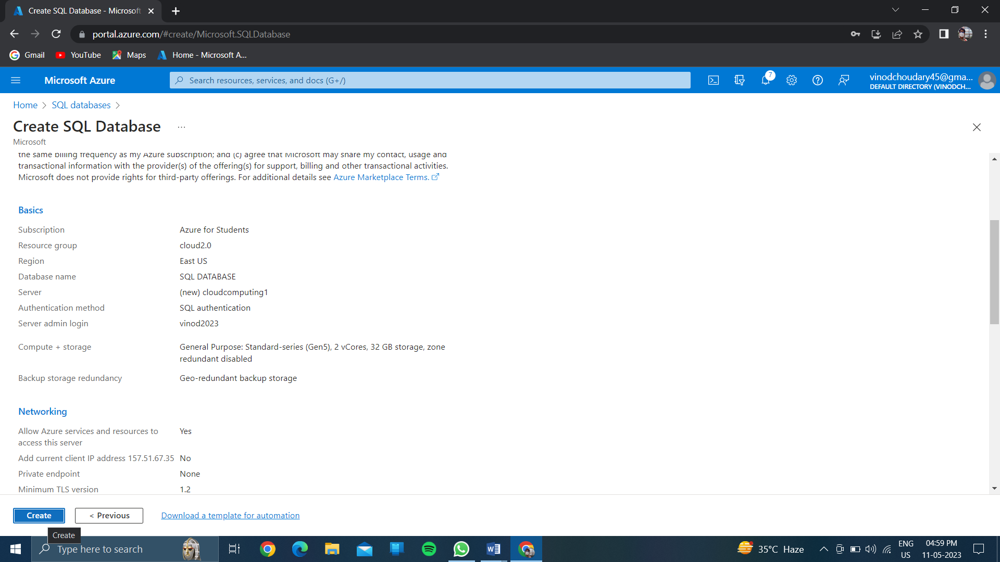 Create SQL Database - Microsoft
portal.azure.com/#create/Microsoft.SQLDatabase
Gmail
YouTube
Maps
Home - Microsoft A...
Microsoft Azure
Search resources, services, and docs (G+/)
7
vinodchoudary45@gma...
DEFAULT DIRECTORY (VINODCH...
Home > SQL databases >
Create SQL Database ...
Microsoft
the same billing frequency as my Azure subscription; and (c) agree that Microsoft may share my contact, usage and
transactional information with the provider(s) of the offering(s) for support, billing and other transactional activities.
Microsoft does not provide rights for third-party offerings. For additional details see Azure Marketplace Terms.
Basics
Subscription Azure for Students
Resource group cloud2.0
Region East US
Database name SQL DATABASE
Server (new) cloudcomputing1
Authentication method SQL authentication
Server admin login vinod2023
Compute + storage General Purpose: Standard-series (Gen5), 2 vCores, 32 GB storage, zone
redundant disabled
Backup storage redundancy Geo-redundant backup storage
Networking
Allow Azure services and resources to Yes
access this server
Add current client IP address 157.51.67.35 No
Private endpoint None
Minimum TLS version 1.2
Create
< Previous
Download a template for automation
Create
Type here to search
35°C Haze
ENG
US
04:59 PM
11-05-2023